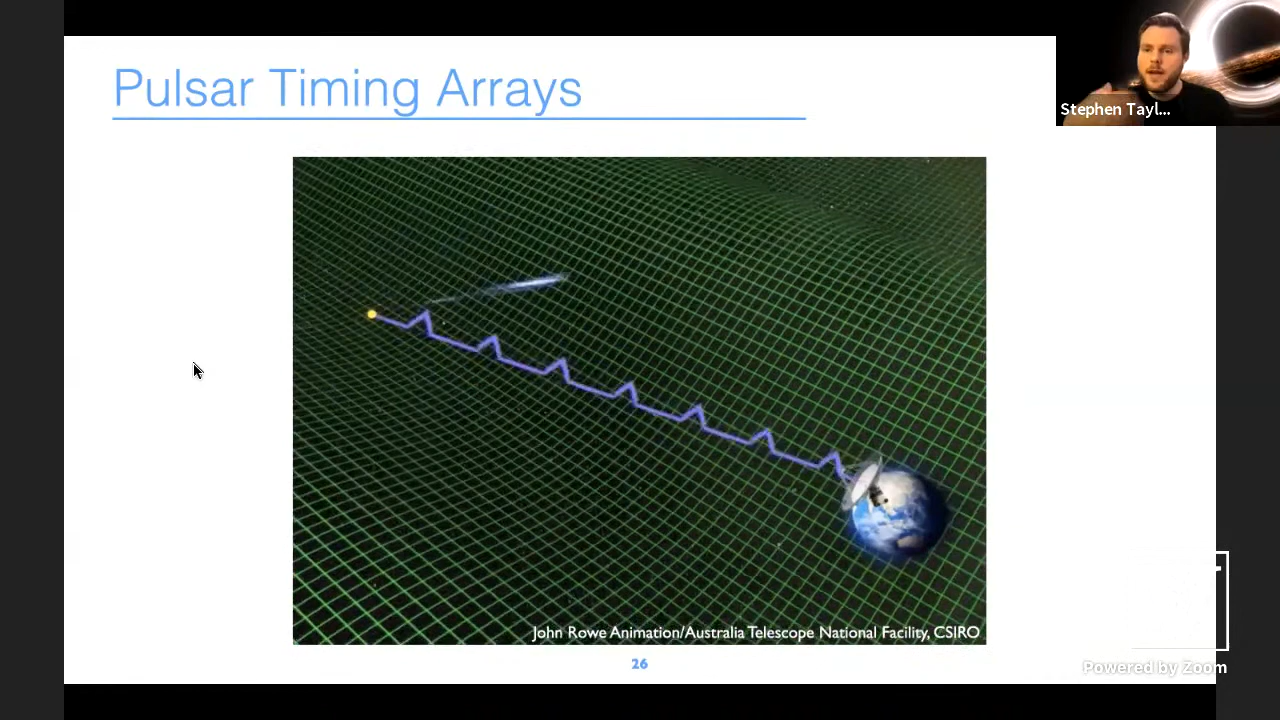 Pulsar Timing Arrays
Stephen Tayl...
John Rowe Animation/Australia Telescope National Facility, CSIRO
26
Powered by Zoom